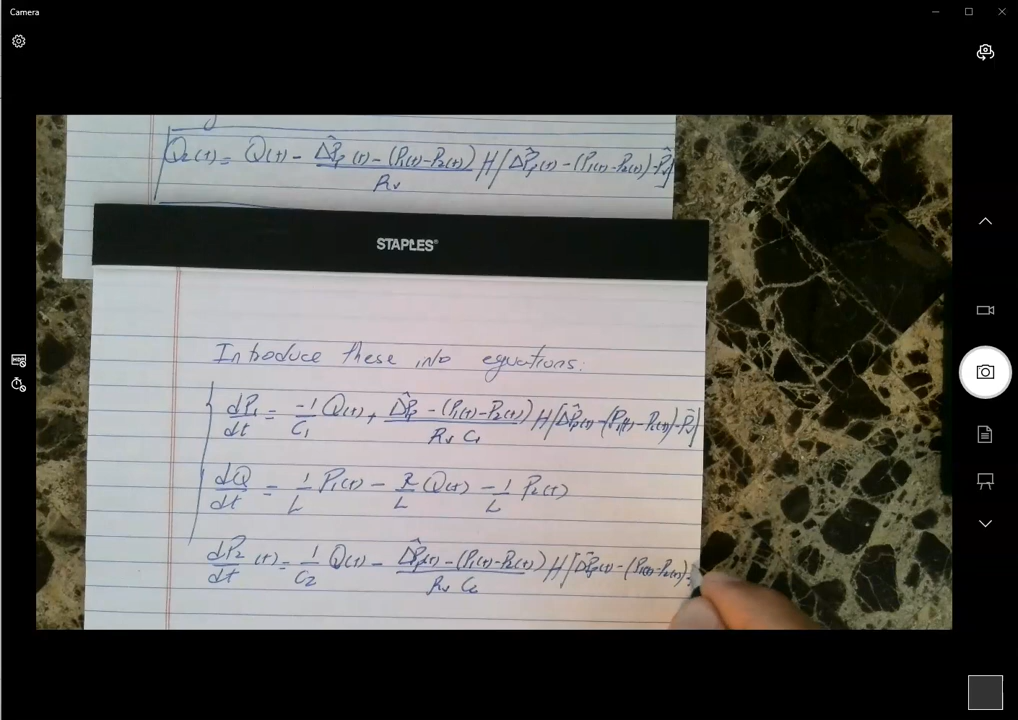 Camera
Q₂(t) = Q(t) - ΔP̂p(t) - (P₁(t) - P₂(t)) / Rv H[ΔP̂p(t) - (P₁(t) - P₂(t)) - P̂v]
STAPLES®
Introduce these into equations:
dP₁/dt = -1/C₁ Q(t) + ΔP̂p - (P₁(t) - P₂(t)) / Rv C₁ H[ΔP̂p(t) - (P₁(t) - P₂(t)) - P̂v]
dQ/dt = 1/L P₁(t) - R/L Q(t) - 1/L P₂(t)
dP₂/dt (t) = 1/C₂ Q(t) - ΔP̂p(t) - (P₁(t) - P₂(t)) / Rv C₂ H[ΔP̂p(t) - (P₁(t) - P₂(t)) -